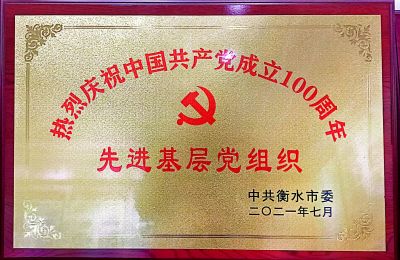 热烈庆祝中国共产党成立100周年
先进基层党组织
中共衡水市委
二〇二一年七月